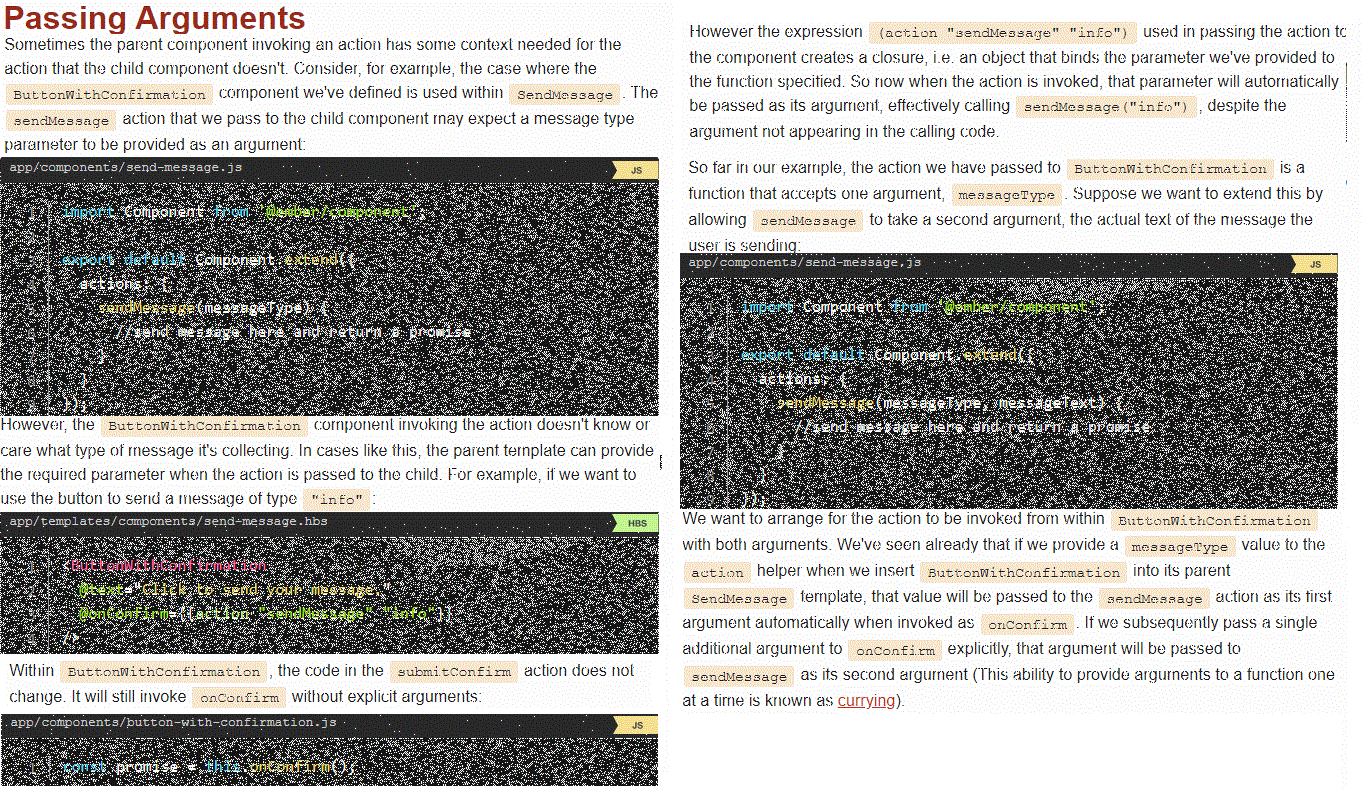 Passing Arguments
Sometimes the parent component invoking an action has some context needed for the
action that the child component doesn't. Consider, for example, the case where the
ButtonWithConfirmation component we've defined is used within SendMessage. The
sendMessage action that we pass to the child component may expect a message type
parameter to be provided as an argument:
app/components/send-message.js JS
import Component from '@ember/component';
export default Component.extend({
actions: {
sendMessage(messageType) {
//send message here and return a promise
}
}
});
However, the ButtonWithConfirmation component invoking the action doesn't know or
care what type of message it's collecting. In cases like this, the parent template can provide
the required parameter when the action is passed to the child. For example, if we want to
use the button to send a message of type "info":
app/templates/components/send-message.hbs HBS
<ButtonWithConfirmation
@text="Click to send your message."
@onConfirm={{action "sendMessage" "info"}}
/>
Within ButtonWithConfirmation, the code in the submitConfirm action does not
change. It will still invoke onConfirm without explicit arguments:
app/components/button-with-confirmation.js JS
const promise = this.onConfirm();
However the expression (action "sendMessage" "info") used in passing the action to
the component creates a closure, i.e. an object that binds the parameter we've provided to
the function specified. So now when the action is invoked, that parameter will automatically
be passed as its argument, effectively calling sendMessage("info"), despite the
argument not appearing in the calling code.
So far in our example, the action we have passed to ButtonWithConfirmation is a
function that accepts one argument, messageType. Suppose we want to extend this by
allowing sendMessage to take a second argument, the actual text of the message the
user is sending:
app/components/send-message.js JS
import Component from '@ember/component';
export default Component.extend({
actions: {
sendMessage(messageType, messageText) {
//send message here and return a promise
}
}
});
We want to arrange for the action to be invoked from within ButtonWithConfirmation
with both arguments. We've seen already that if we provide a messageType value to the
action helper when we insert ButtonWithConfirmation into its parent
SendMessage template, that value will be passed to the sendMessage action as its first
argument automatically when invoked as onConfirm. If we subsequently pass a single
additional argument to onConfirm explicitly, that argument will be passed to
sendMessage as its second argument (This ability to provide arguments to a function one
at a time is known as currying).